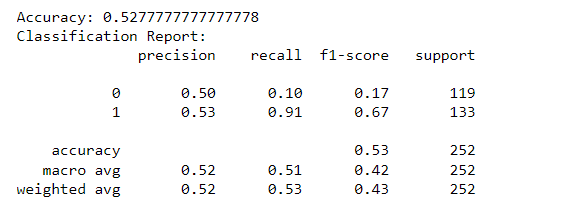 Accuracy: 0.5277777777777778
Classification Report:
precision recall f1-score support
0 0.50 0.10 0.17 119
1 0.53 0.91 0.67 133
accuracy 0.53 252
macro avg 0.52 0.51 0.42 252
weighted avg 0.52 0.53 0.43 252